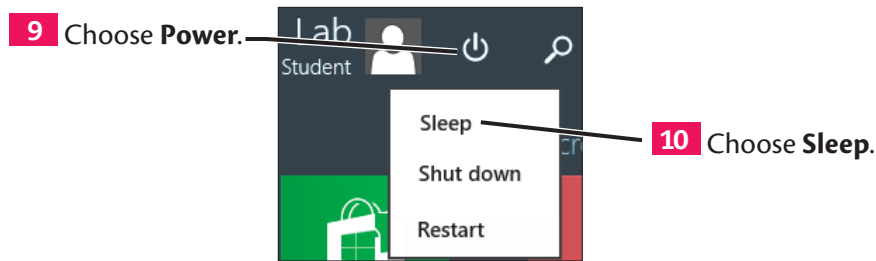 9 Choose Power.
Lab
Student
Sleep
Shut down
Restart
10 Choose Sleep.